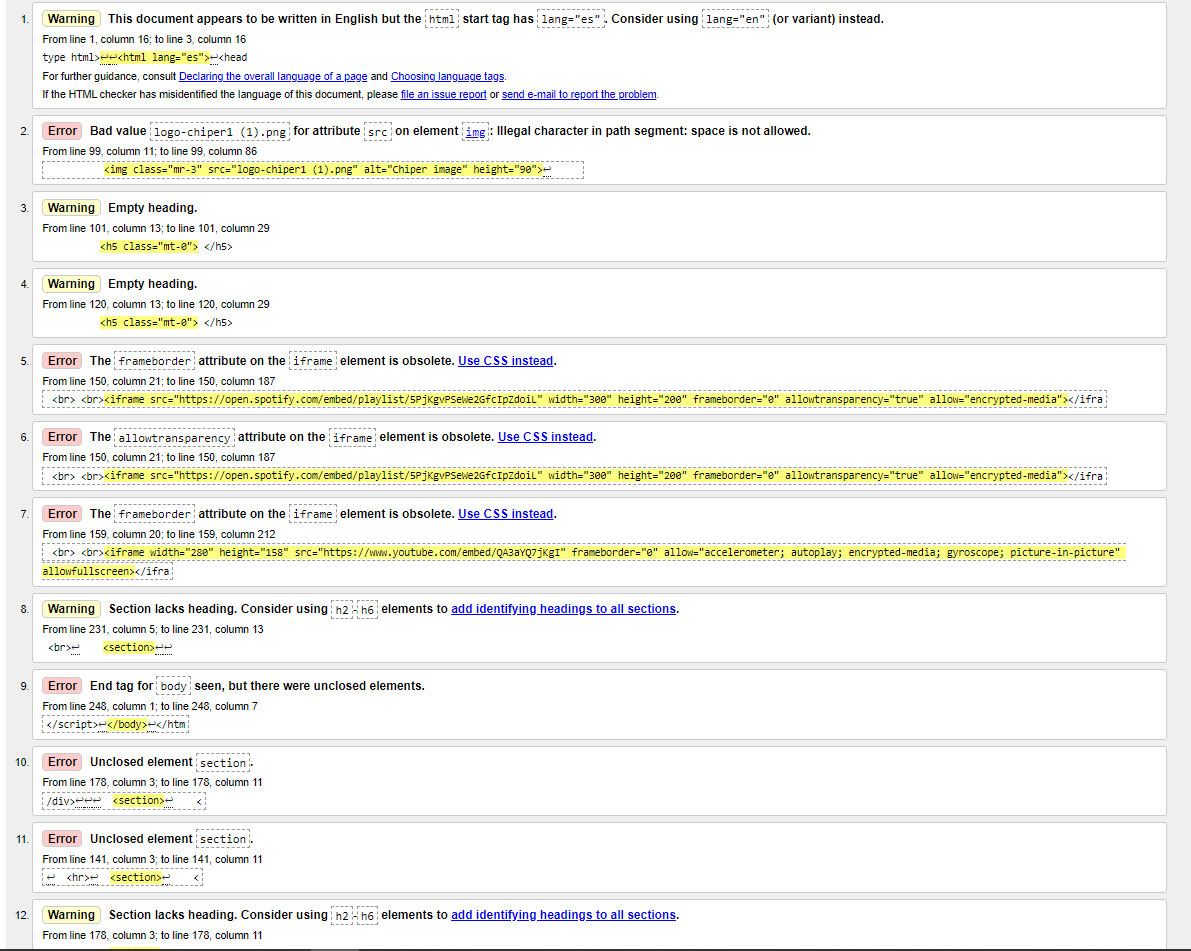 1. Warning This document appears to be written in English but the html start tag has lang="es". Consider using lang="en" (or variant) instead.
From line 1, column 16; to line 3, column 16
type html>↩↩<html lang="es">↩<head
For further guidance, consult Declaring the overall language of a page and Choosing language tags.
If the HTML checker has misidentified the language of this document, please file an issue report or send e-mail to report the problem.
2. Error Bad value logo-chiper1 (1).png for attribute src on element img: Illegal character in path segment: space is not allowed.
From line 99, column 11; to line 99, column 86
<img class="mr-3" src="logo-chiper1 (1).png" alt="Chiper image" height="90">↩
3. Warning Empty heading.
From line 101, column 13; to line 101, column 29
<h5 class="mt-0"> </h5>
4. Warning Empty heading.
From line 120, column 13; to line 120, column 29
<h5 class="mt-0"> </h5>
5. Error The frameborder attribute on the iframe element is obsolete. Use CSS instead.
From line 150, column 21; to line 150, column 187
<br> <br><iframe src="https://open.spotify.com/embed/playlist/5PjKgvPSeWe2GfcIpZdoiL" width="300" height="200" frameborder="0" allowtransparency="true" allow="encrypted-media"></ifra
6. Error The allowtransparency attribute on the iframe element is obsolete. Use CSS instead.
From line 150, column 21; to line 150, column 187
<br> <br><iframe src="https://open.spotify.com/embed/playlist/5PjKgvPSeWe2GfcIpZdoiL" width="300" height="200" frameborder="0" allowtransparency="true" allow="encrypted-media"></ifra
7. Error The frameborder attribute on the iframe element is obsolete. Use CSS instead.
From line 159, column 20; to line 159, column 212
<br> <br><iframe width="280" height="158" src="https://www.youtube.com/embed/QA3aYQ7jKgI" frameborder="0" allow="accelerometer; autoplay; encrypted-media; gyroscope; picture-in-picture"
allowfullscreen></ifra
8. Warning Section lacks heading. Consider using h2-h6 elements to add identifying headings to all sections.
From line 231, column 5; to line 231, column 13
<br>↩ <section>↩↩
9. Error End tag for body seen, but there were unclosed elements.
From line 248, column 1; to line 248, column 7
</script>↩</body>↩</htm
10. Error Unclosed element section.
From line 178, column 3; to line 178, column 11
/div>↩↩↩ <section>↩ <
11. Error Unclosed element section.
From line 141, column 3; to line 141, column 11
↩ <hr>↩ <section>↩ <
12. Warning Section lacks heading. Consider using h2-h6 elements to add identifying headings to all sections.
From line 178, column 3; to line 178, column 11